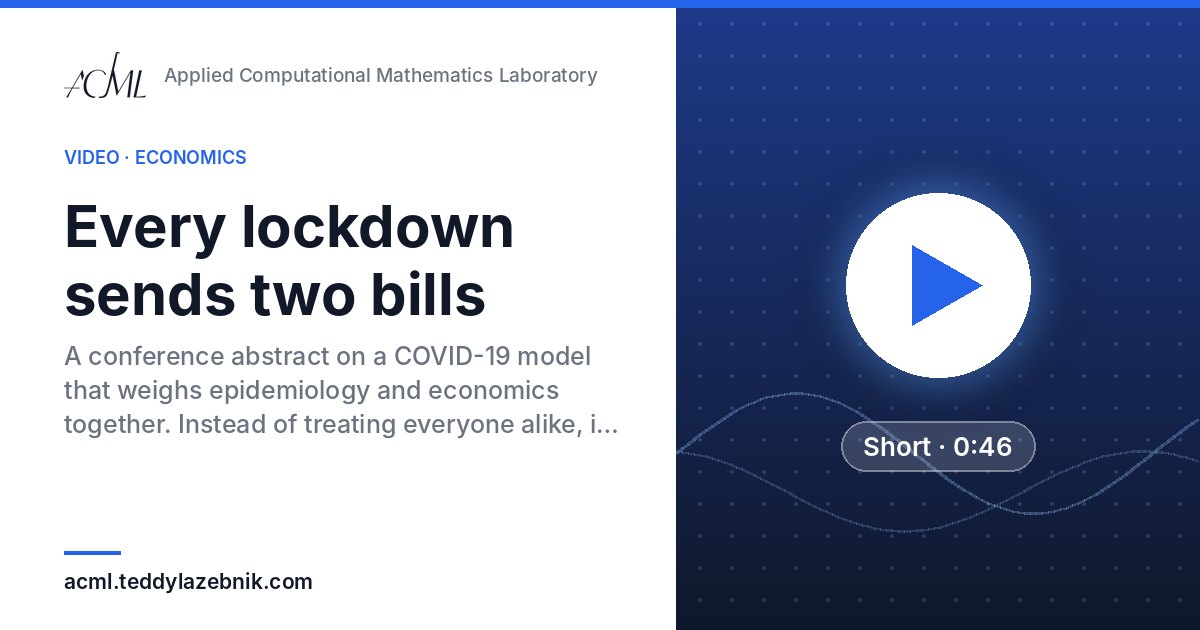 ACML
Applied Computational Mathematics Laboratory
VIDEO · ECONOMICS
Every lockdown
sends two bills
A conference abstract on a COVID-19 model
that weighs epidemiology and economics
together. Instead of treating everyone alike, i...
Short · 0:46
acml.teddylazebnik.com